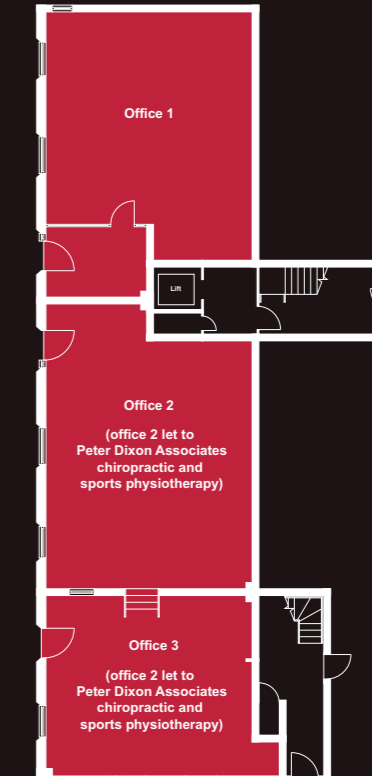 Office 1
Lift
Office 2
(office 2 let to
Peter Dixon Associates
chiropractic and
sports physiotherapy)
Office 3
(office 2 let to
Peter Dixon Associates
chiropractic and
sports physiotherapy)